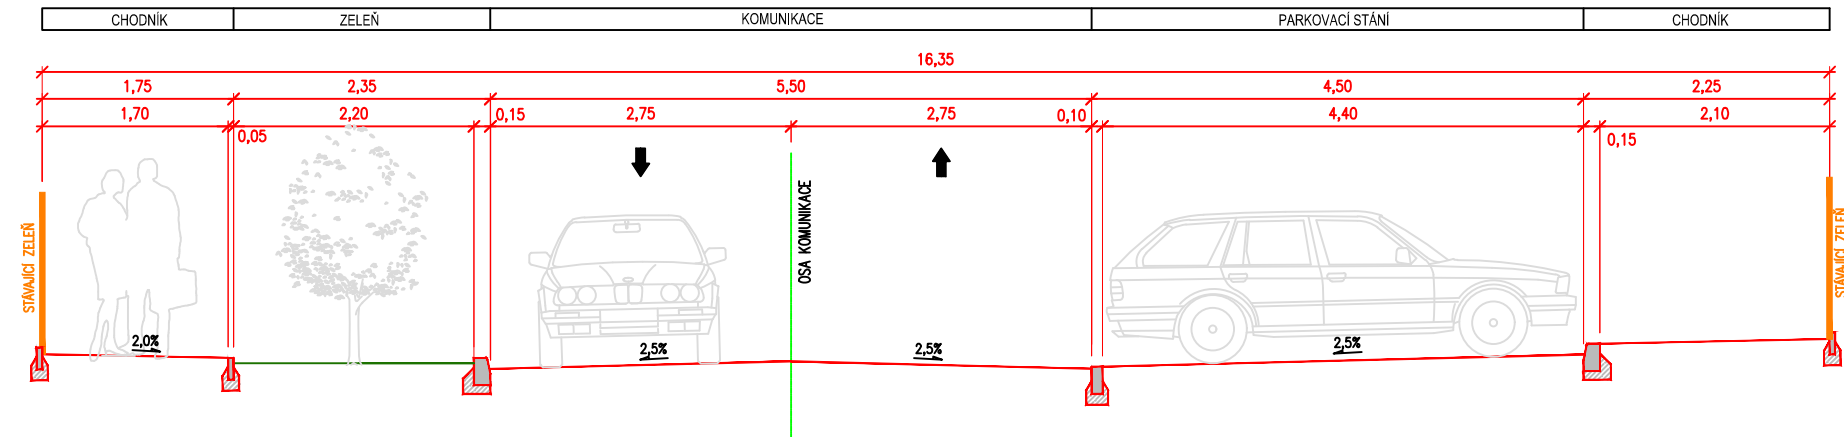 CHODNÍK ZELEŇ KOMUNIKACE PARKOVACÍ STÁNÍ CHODNÍK
16,35
1,75 2,35 5,50 4,50 2,25
1,70 2,20 0,15 2,75 2,75 0,10 4,40 2,10
0,05 0,15
STÁVAJÍCÍ ZELEŇ
OSA KOMUNIKACE
STÁVAJÍCÍ ZELEŇ
2,0% 2,5% 2,5% 2,5%